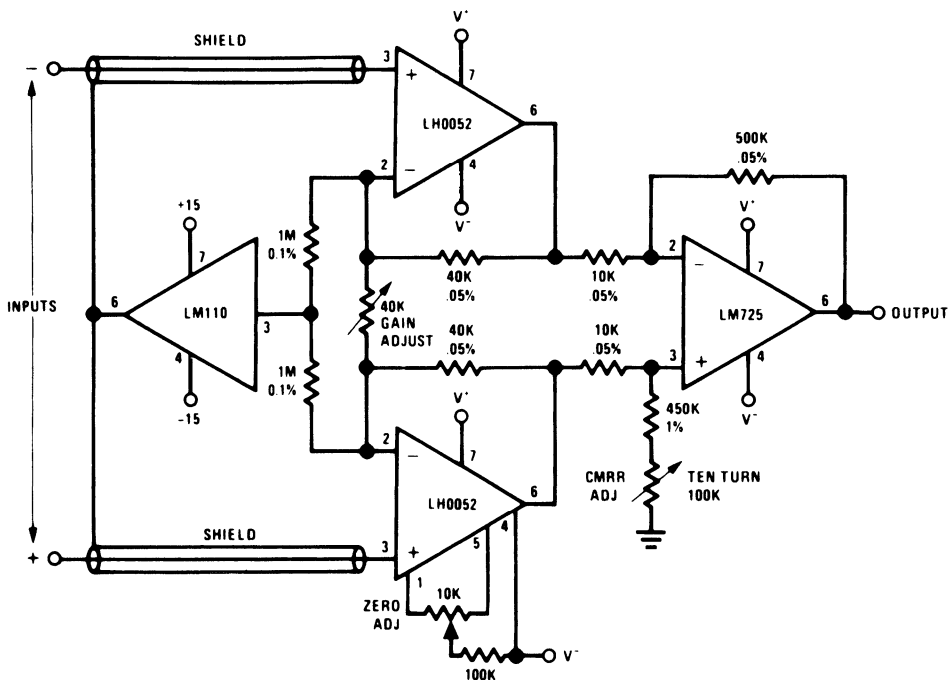 SHIELD
V⁺
−
3
+
7
LH0052
6
500K
.05%
2
−
4
V⁻
+15
7
1M
0.1%
V⁺
40K
.05%
10K
.05%
2
−
7
INPUTS
6
LM110
3
40K
GAIN
ADJUST
LM725
6
OUTPUT
40K
.05%
10K
.05%
3
+
4
4
−15
1M
0.1%
V⁺
V⁻
450K
1%
2
−
7
CMRR
ADJ
TEN TURN
100K
LH0052
6
SHIELD
4
5
+
3
+
1
10K
ZERO
ADJ
100K
V⁻